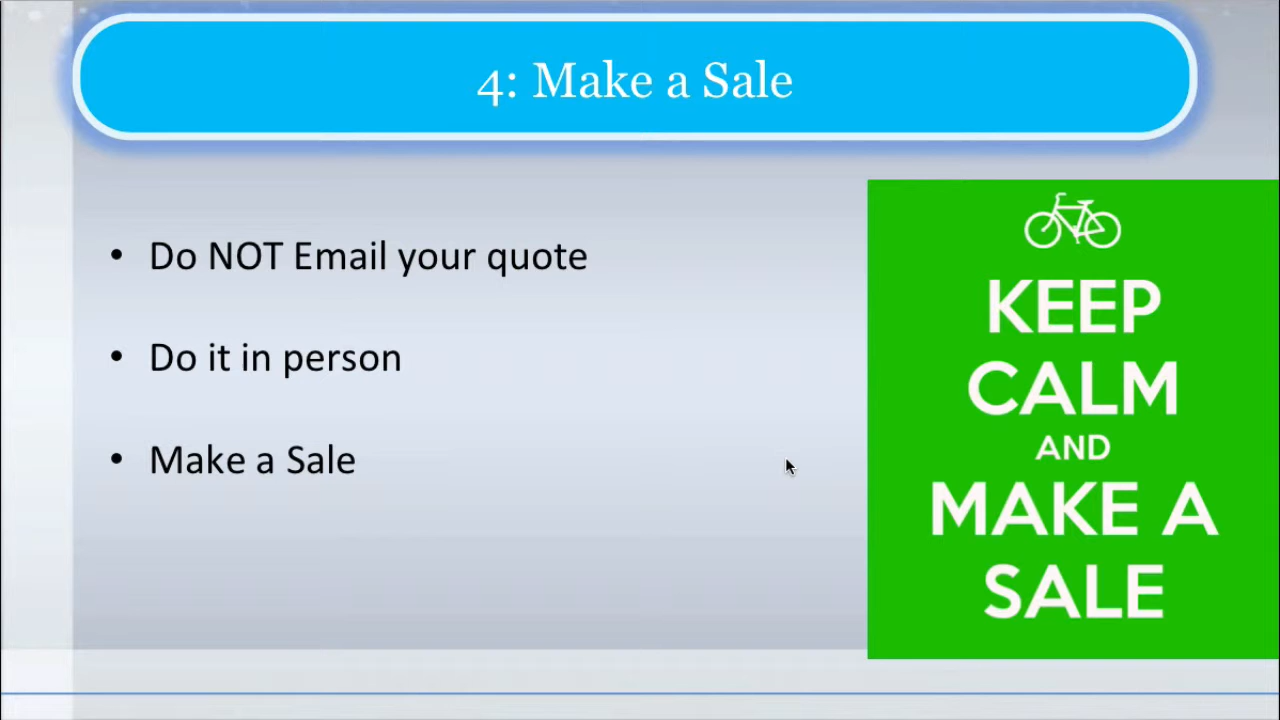 4: Make a Sale
• Do NOT Email your quote
• Do it in person
• Make a Sale
KEEP
CALM
AND
MAKE A
SALE